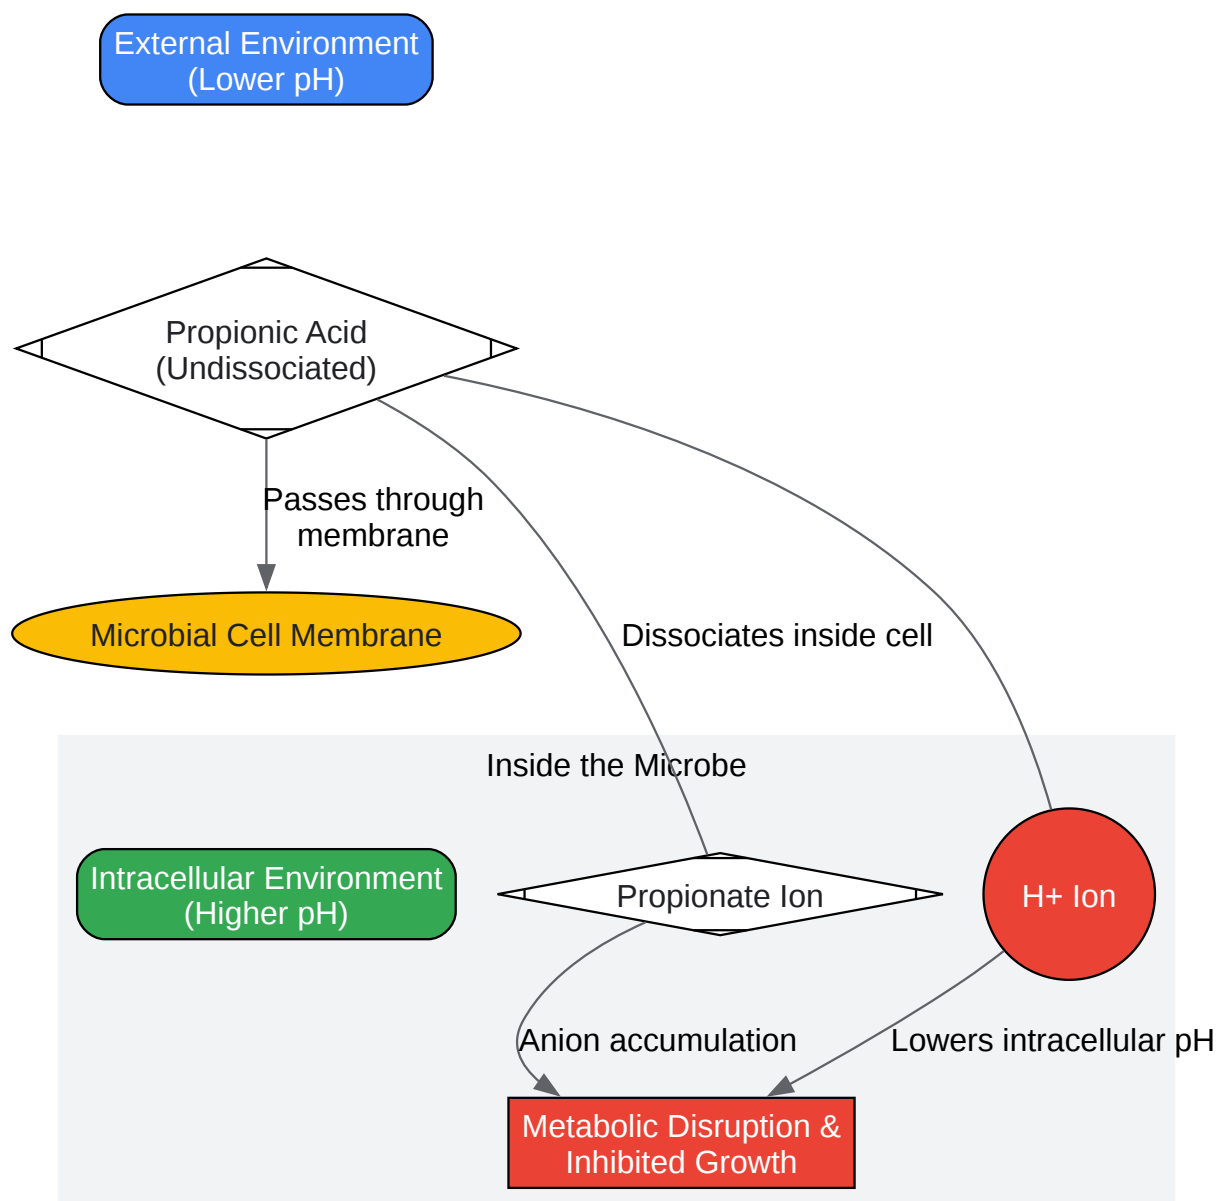 External Environment
(Lower pH)
Propionic Acid
(Undissociated)
Passes through
membrane
Microbial Cell Membrane
Dissociates inside cell
Inside the Microbe
Intracellular Environment
(Higher pH)
Propionate Ion
H+ Ion
Anion accumulation
Lowers intracellular pH
Metabolic Disruption &
Inhibited Growth